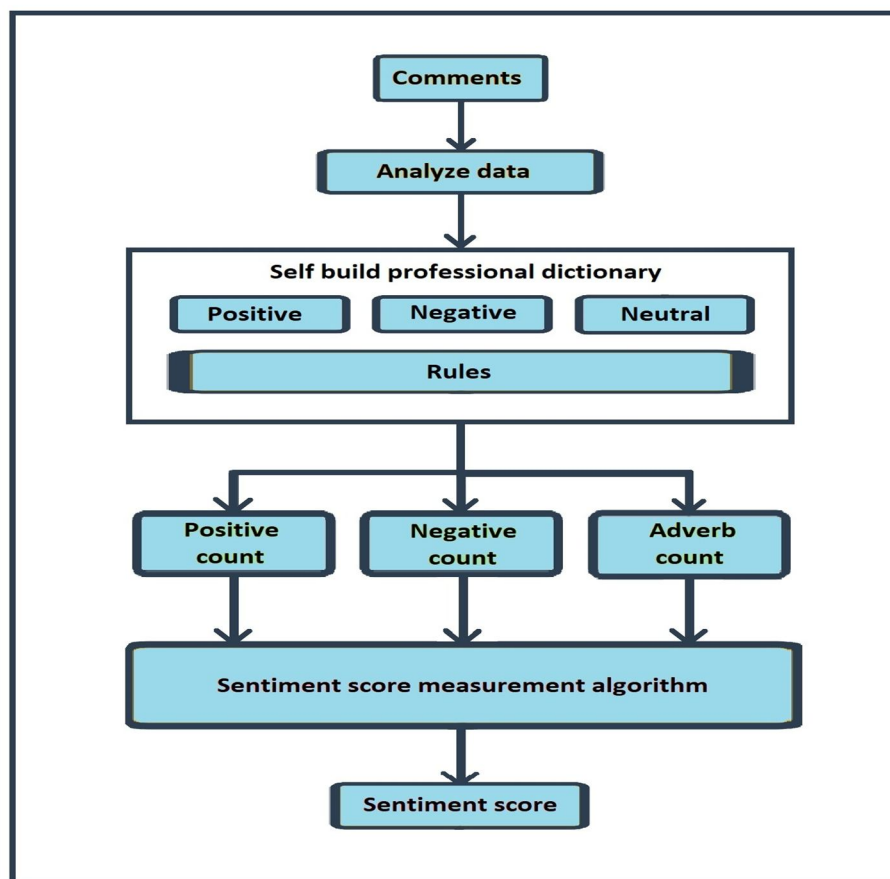 Comments
Analyze data
Self build professional dictionary
Positive
Negative
Neutral
Rules
Positive
count
Negative
count
Adverb
count
Sentiment score measurement algorithm
Sentiment score